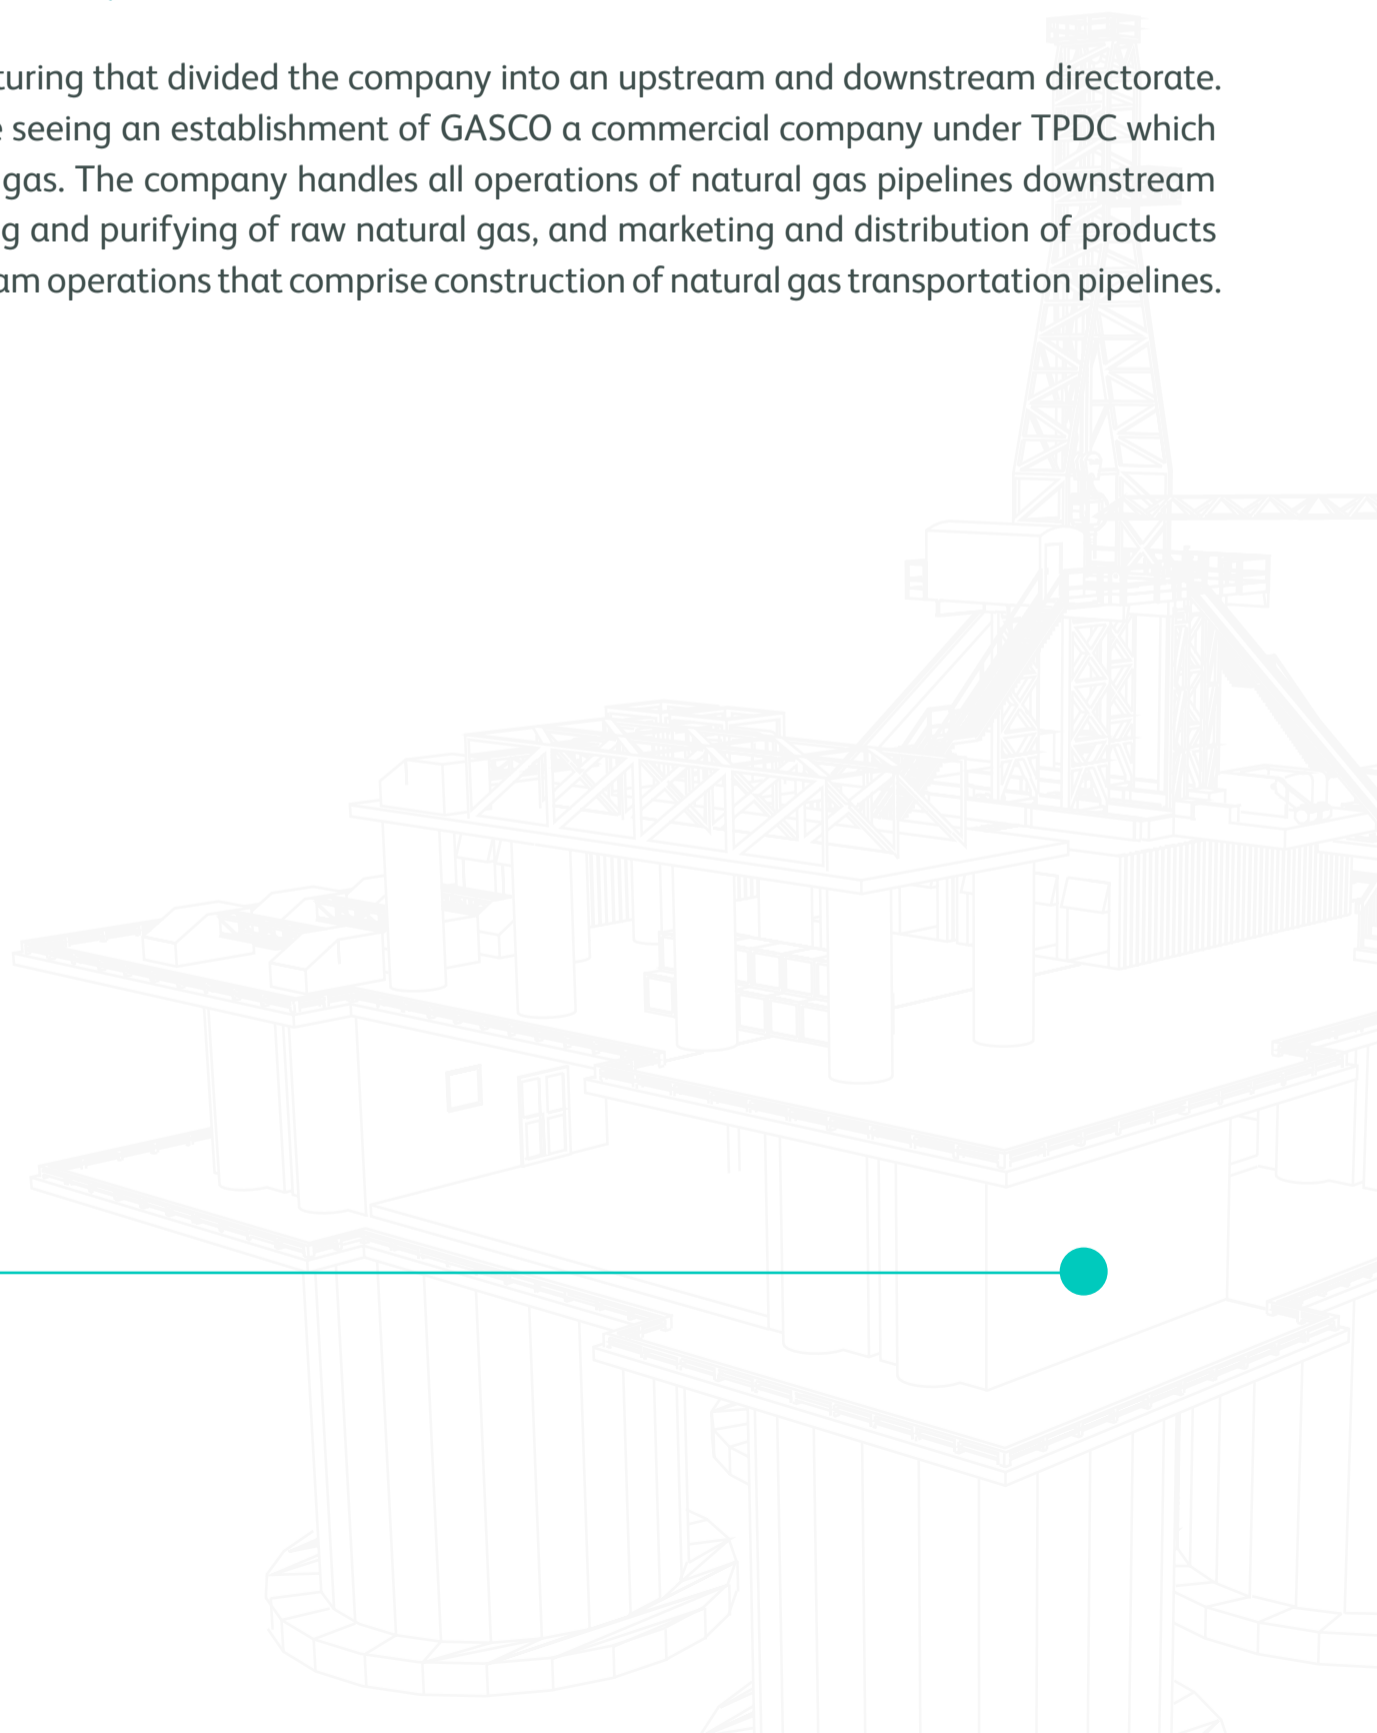 turing that divided the company into an upstream and downstream directorate.
seeing an establishment of GASCO a commercial company under TPDC which
gas. The company handles all operations of natural gas pipelines downstream
g and purifying of raw natural gas, and marketing and distribution of products
am operations that comprise construction of natural gas transportation pipelines.